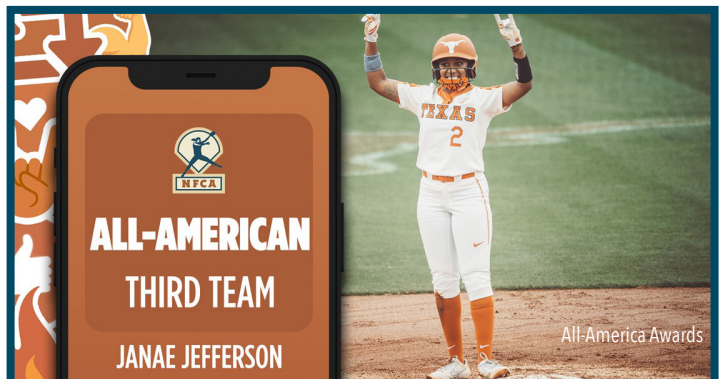 NFCA
ALL-AMERICAN
THIRD TEAM
JANAE JEFFERSON
TEXAS
2
All-America Awards